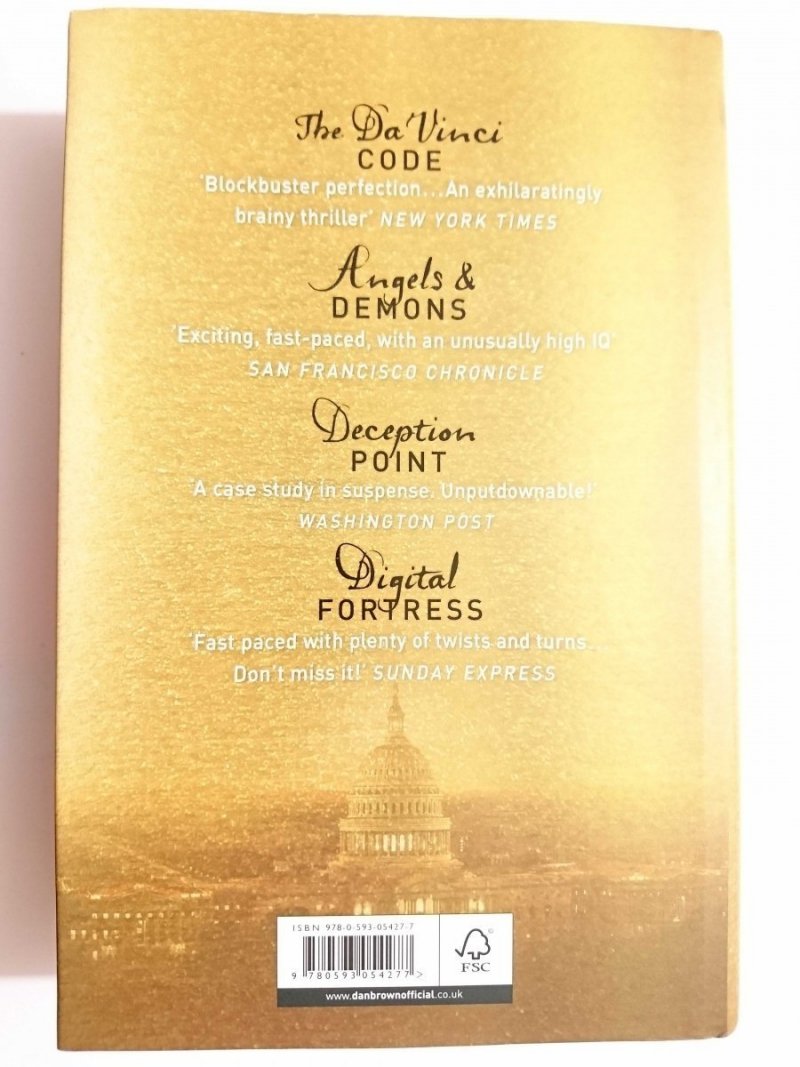 The Da Vinci
CODE
'Blockbuster perfection...An exhilaratingly
brainy thriller' NEW YORK TIMES
Angels &
DEMONS
'Exciting, fast-paced, with an unusually high IQ'
SAN FRANCISCO CHRONICLE
Deception
POINT
'A case study in suspense. Unputdownable!'
WASHINGTON POST
Digital
FORTRESS
'Fast paced with plenty of twists and turns...
Don't miss it!' SUNDAY EXPRESS
ISBN 978-0-593-05427-7
9 780593 054277 >
FSC
www.danbrownofficial.co.uk